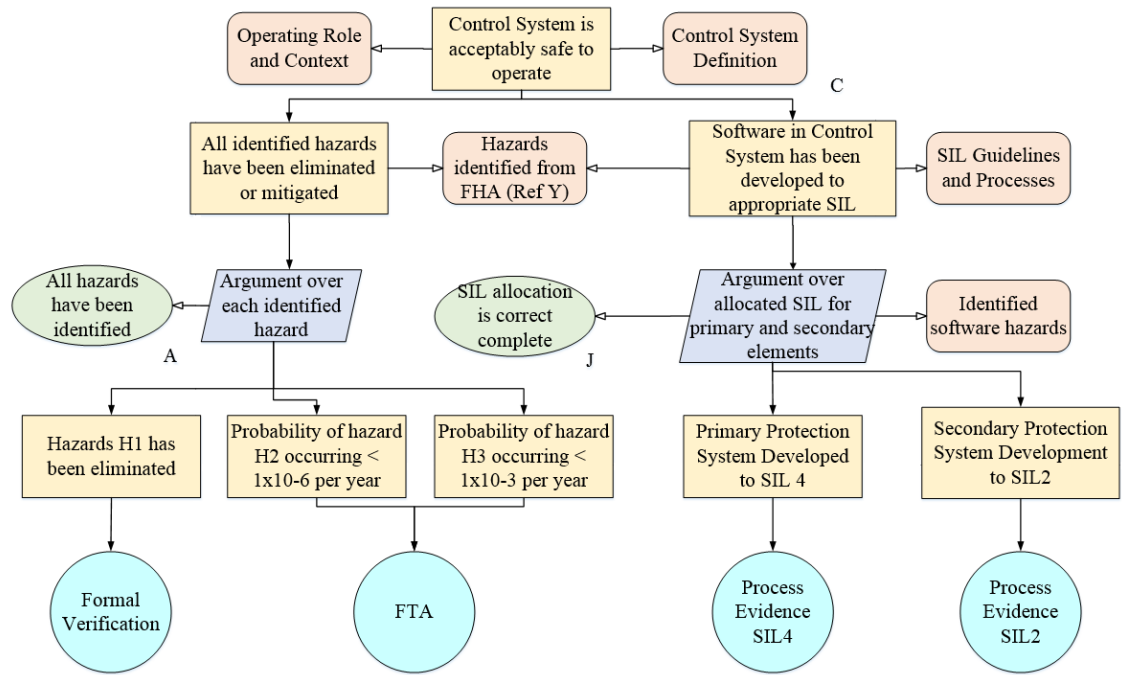 Operating Role
and Context
Control System is
acceptably safe to
operate
Control System
Definition
C
All identified hazards
have been eliminated
or mitigated
Hazards
identified from
FHA (Ref Y)
Software in Control
System has been
developed to
appropriate SIL
SIL Guidelines
and Processes
All hazards
have been
identified
A
Argument over
each identified
hazard
SIL allocation
is correct
complete
J
Argument over
allocated SIL for
primary and secondary
elements
Identified
software hazards
Hazards H1 has
been eliminated
Probability of hazard
H2 occurring <
1x10-6 per year
Probability of hazard
H3 occurring <
1x10-3 per year
Primary Protection
System Developed
to SIL 4
Secondary Protection
System Development
to SIL2
Formal
Verification
FTA
Process
Evidence
SIL4
Process
Evidence
SIL2